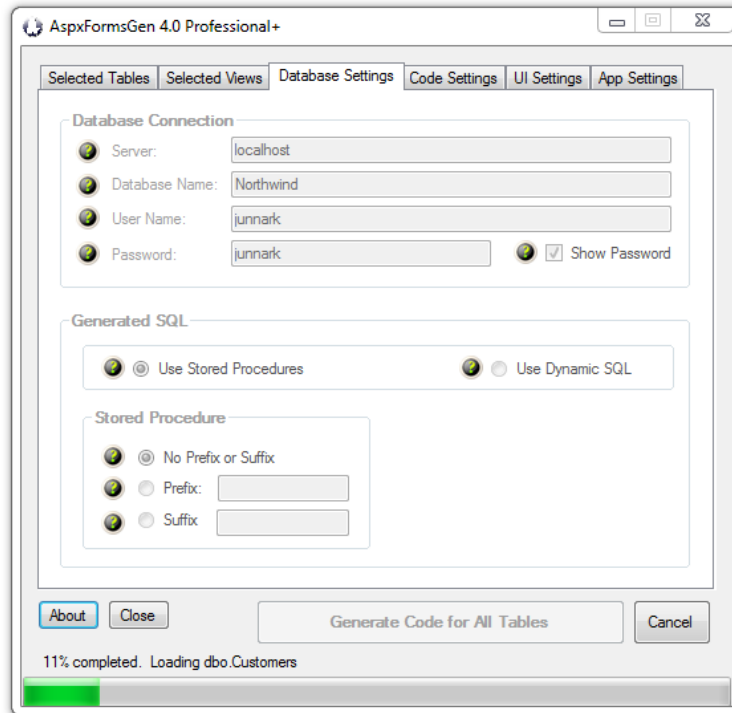 AspxFormsGen 4.0 Professional+
Selected Tables Selected Views Database Settings Code Settings UI Settings App Settings
Database Connection
? Server: localhost
? Database Name: Northwind
? User Name: junnark
? Password: junnark ? Show Password
Generated SQL
? Use Stored Procedures ? Use Dynamic SQL
Stored Procedure
? No Prefix or Suffix
? Prefix:
? Suffix
About Close Generate Code for All Tables Cancel
11% completed. Loading dbo.Customers